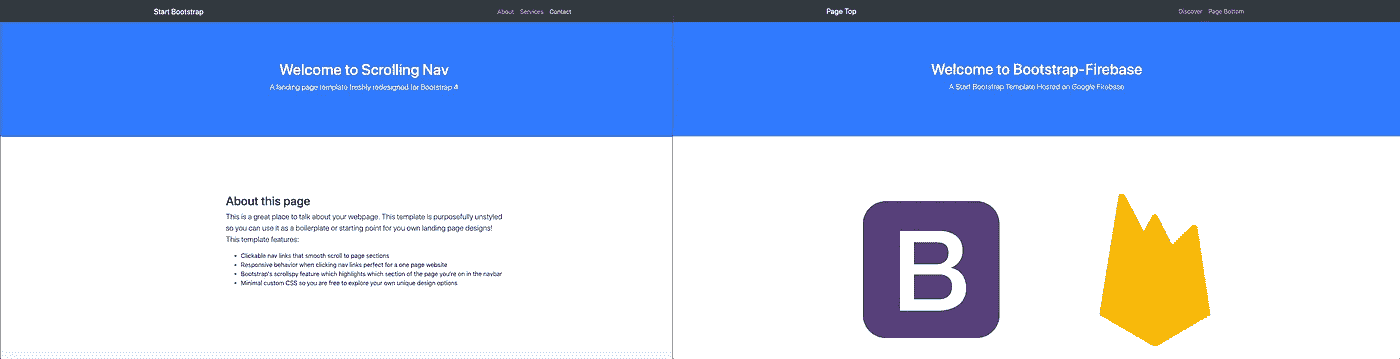 Start Bootstrap
About Services Contact
Welcome to Scrolling Nav
A landing page template freshly redesigned for Bootstrap 4
About this page
This is a great place to talk about your webpage. This template is purposefully unstyled
so you can use it as a boilerplate or starting point for you own landing page designs!
This template features:
• Clickable nav links that smooth scroll to page sections
• Responsive behavior when clicking nav links perfect for a one page website
• Bootstrap's scrollspy feature which highlights which section of the page you're on in the navbar
• Minimal custom CSS so you are free to explore your own unique design options
Page Top
Discover Page Bottom
Welcome to Bootstrap-Firebase
A Start Bootstrap Template Hosted on Google Firebase
B